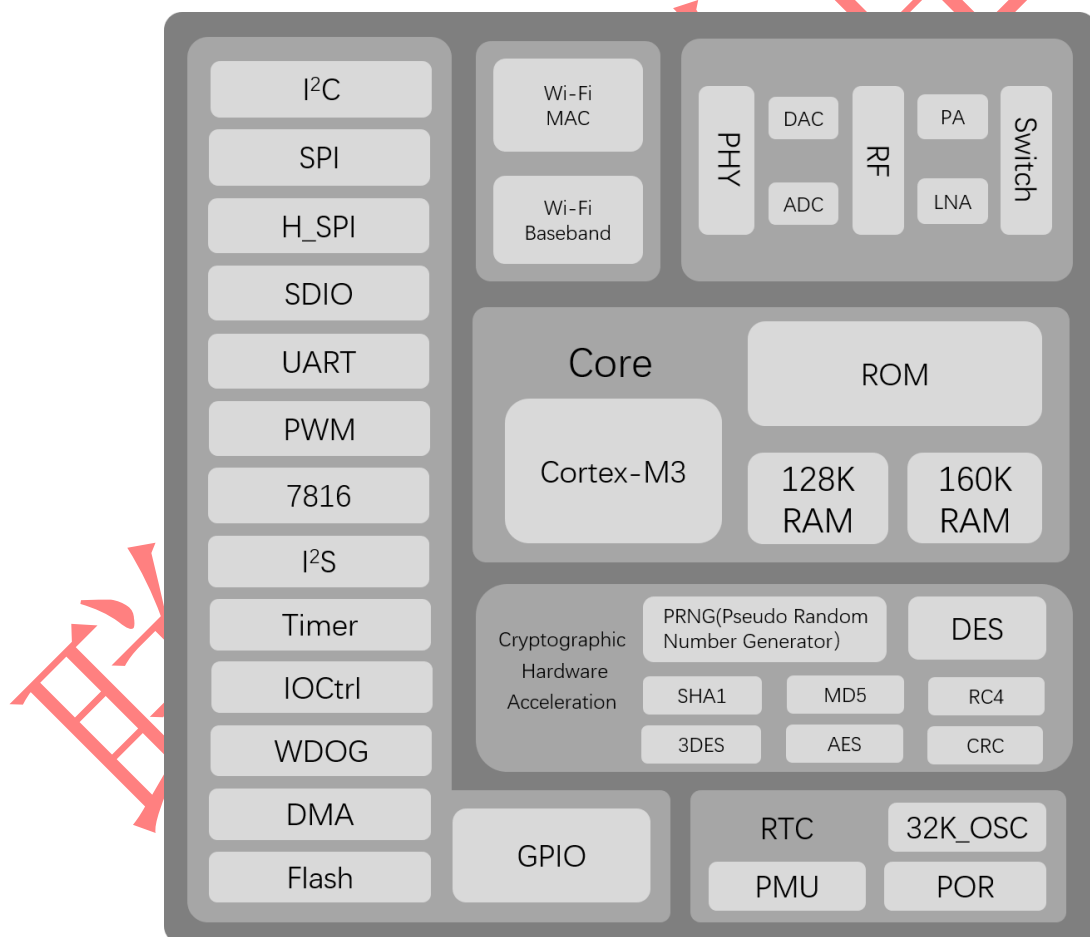 I²C
SPI
H_SPI
SDIO
UART
PWM
7816
I²S
Timer
IOCtrl
WDOG
DMA
Flash
GPIO
Wi-Fi
MAC
Wi-Fi
Baseband
PHY
DAC
ADC
RF
PA
LNA
Switch
Core
Cortex-M3
ROM
128K
RAM
160K
RAM
Cryptographic
Hardware
Acceleration
PRNG(Pseudo Random
Number Generator）
DES
SHA1
MD5
RC4
3DES
AES
CRC
RTC
32K_OSC
PMU
POR